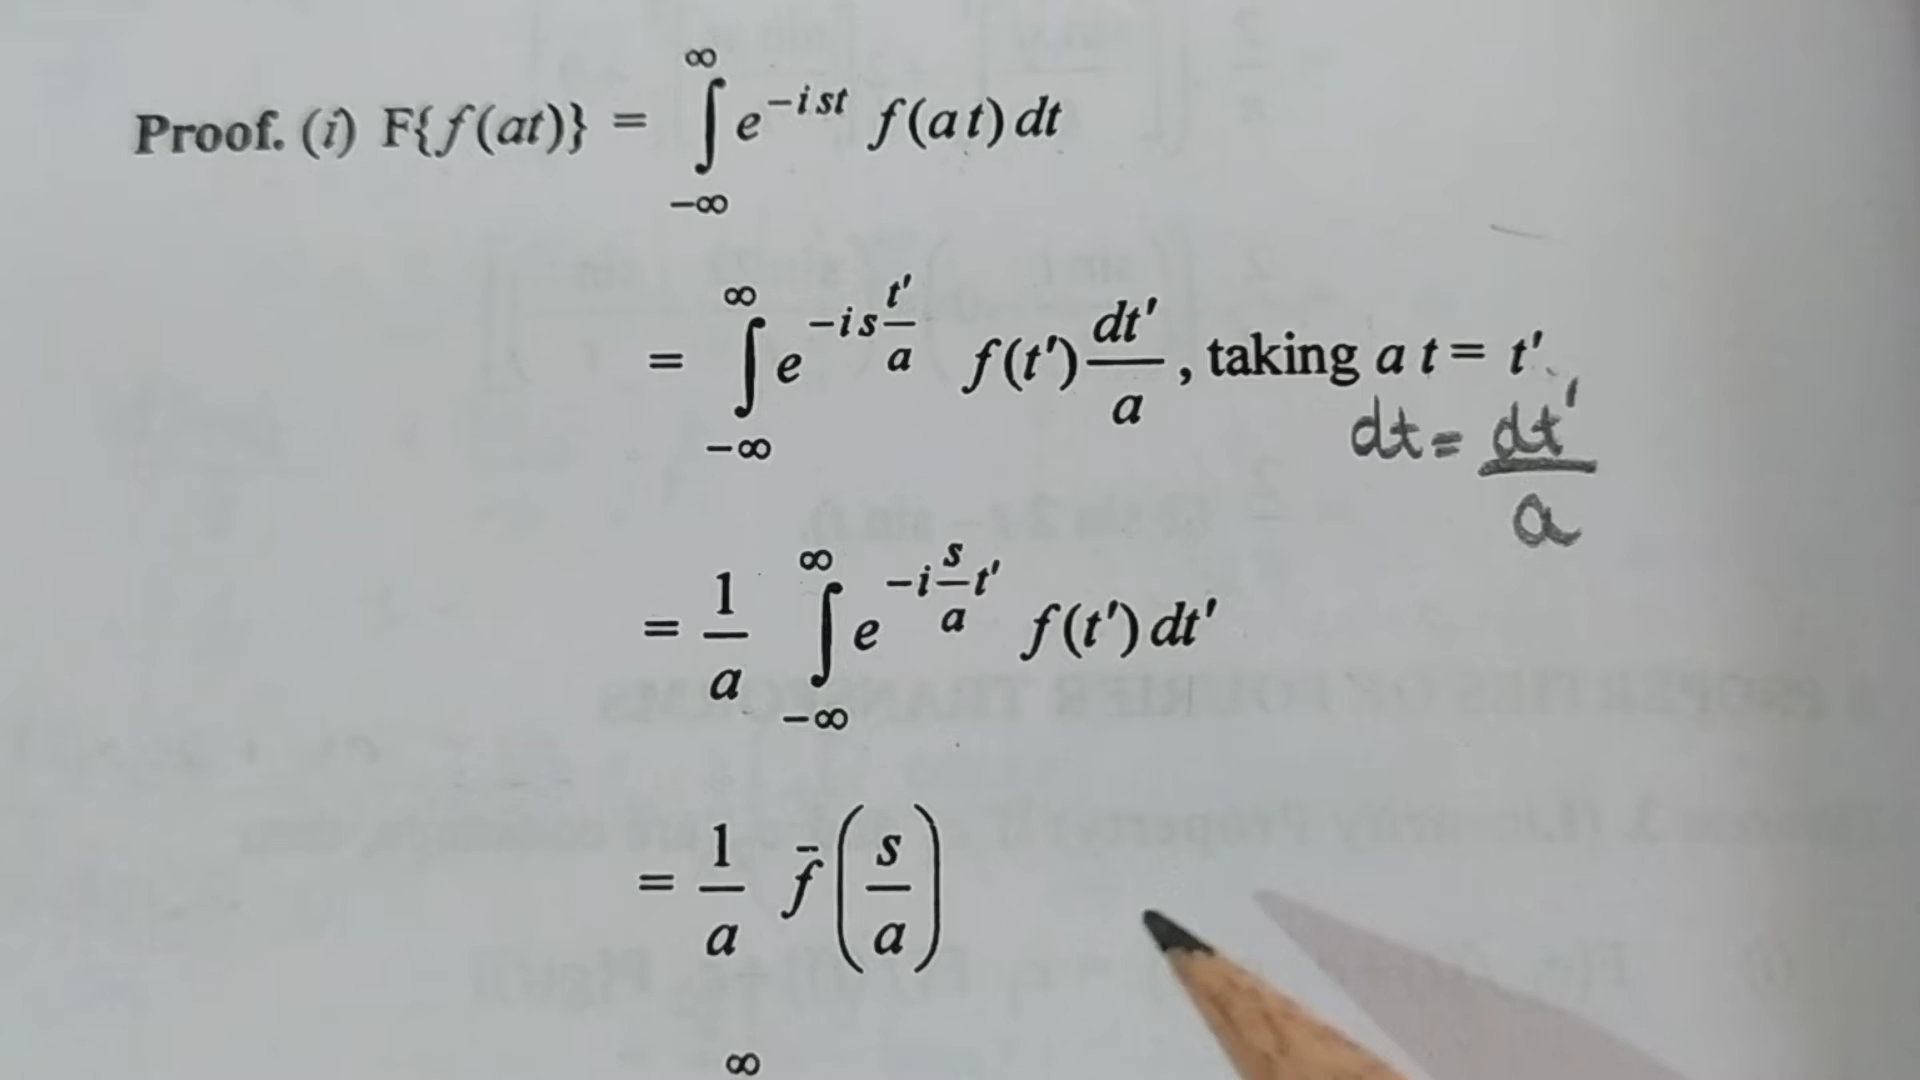 Proof. (i) F{f(at)} = ∫_{-∞}^{∞} e^{-ist} f(at) dt
= ∫_{-∞}^{∞} e^{-is t'/a} f(t') dt'/a, taking a t = t'.
dt = dt'/a
= 1/a ∫_{-∞}^{∞} e^{-i s/a t'} f(t') dt'
= 1/a f̄(s/a)
∞